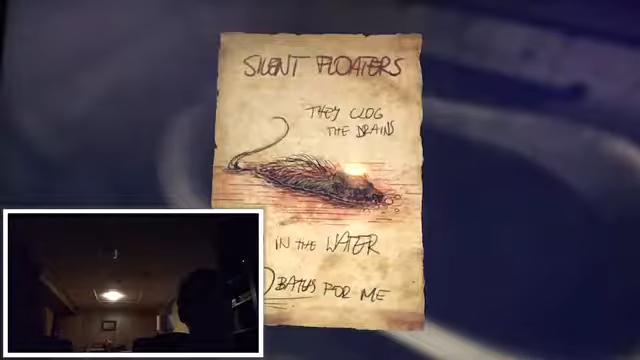 SILENT FLOATERS
THEY CLOG
THE DRAINS
IN THE WATER
BATHS FOR ME